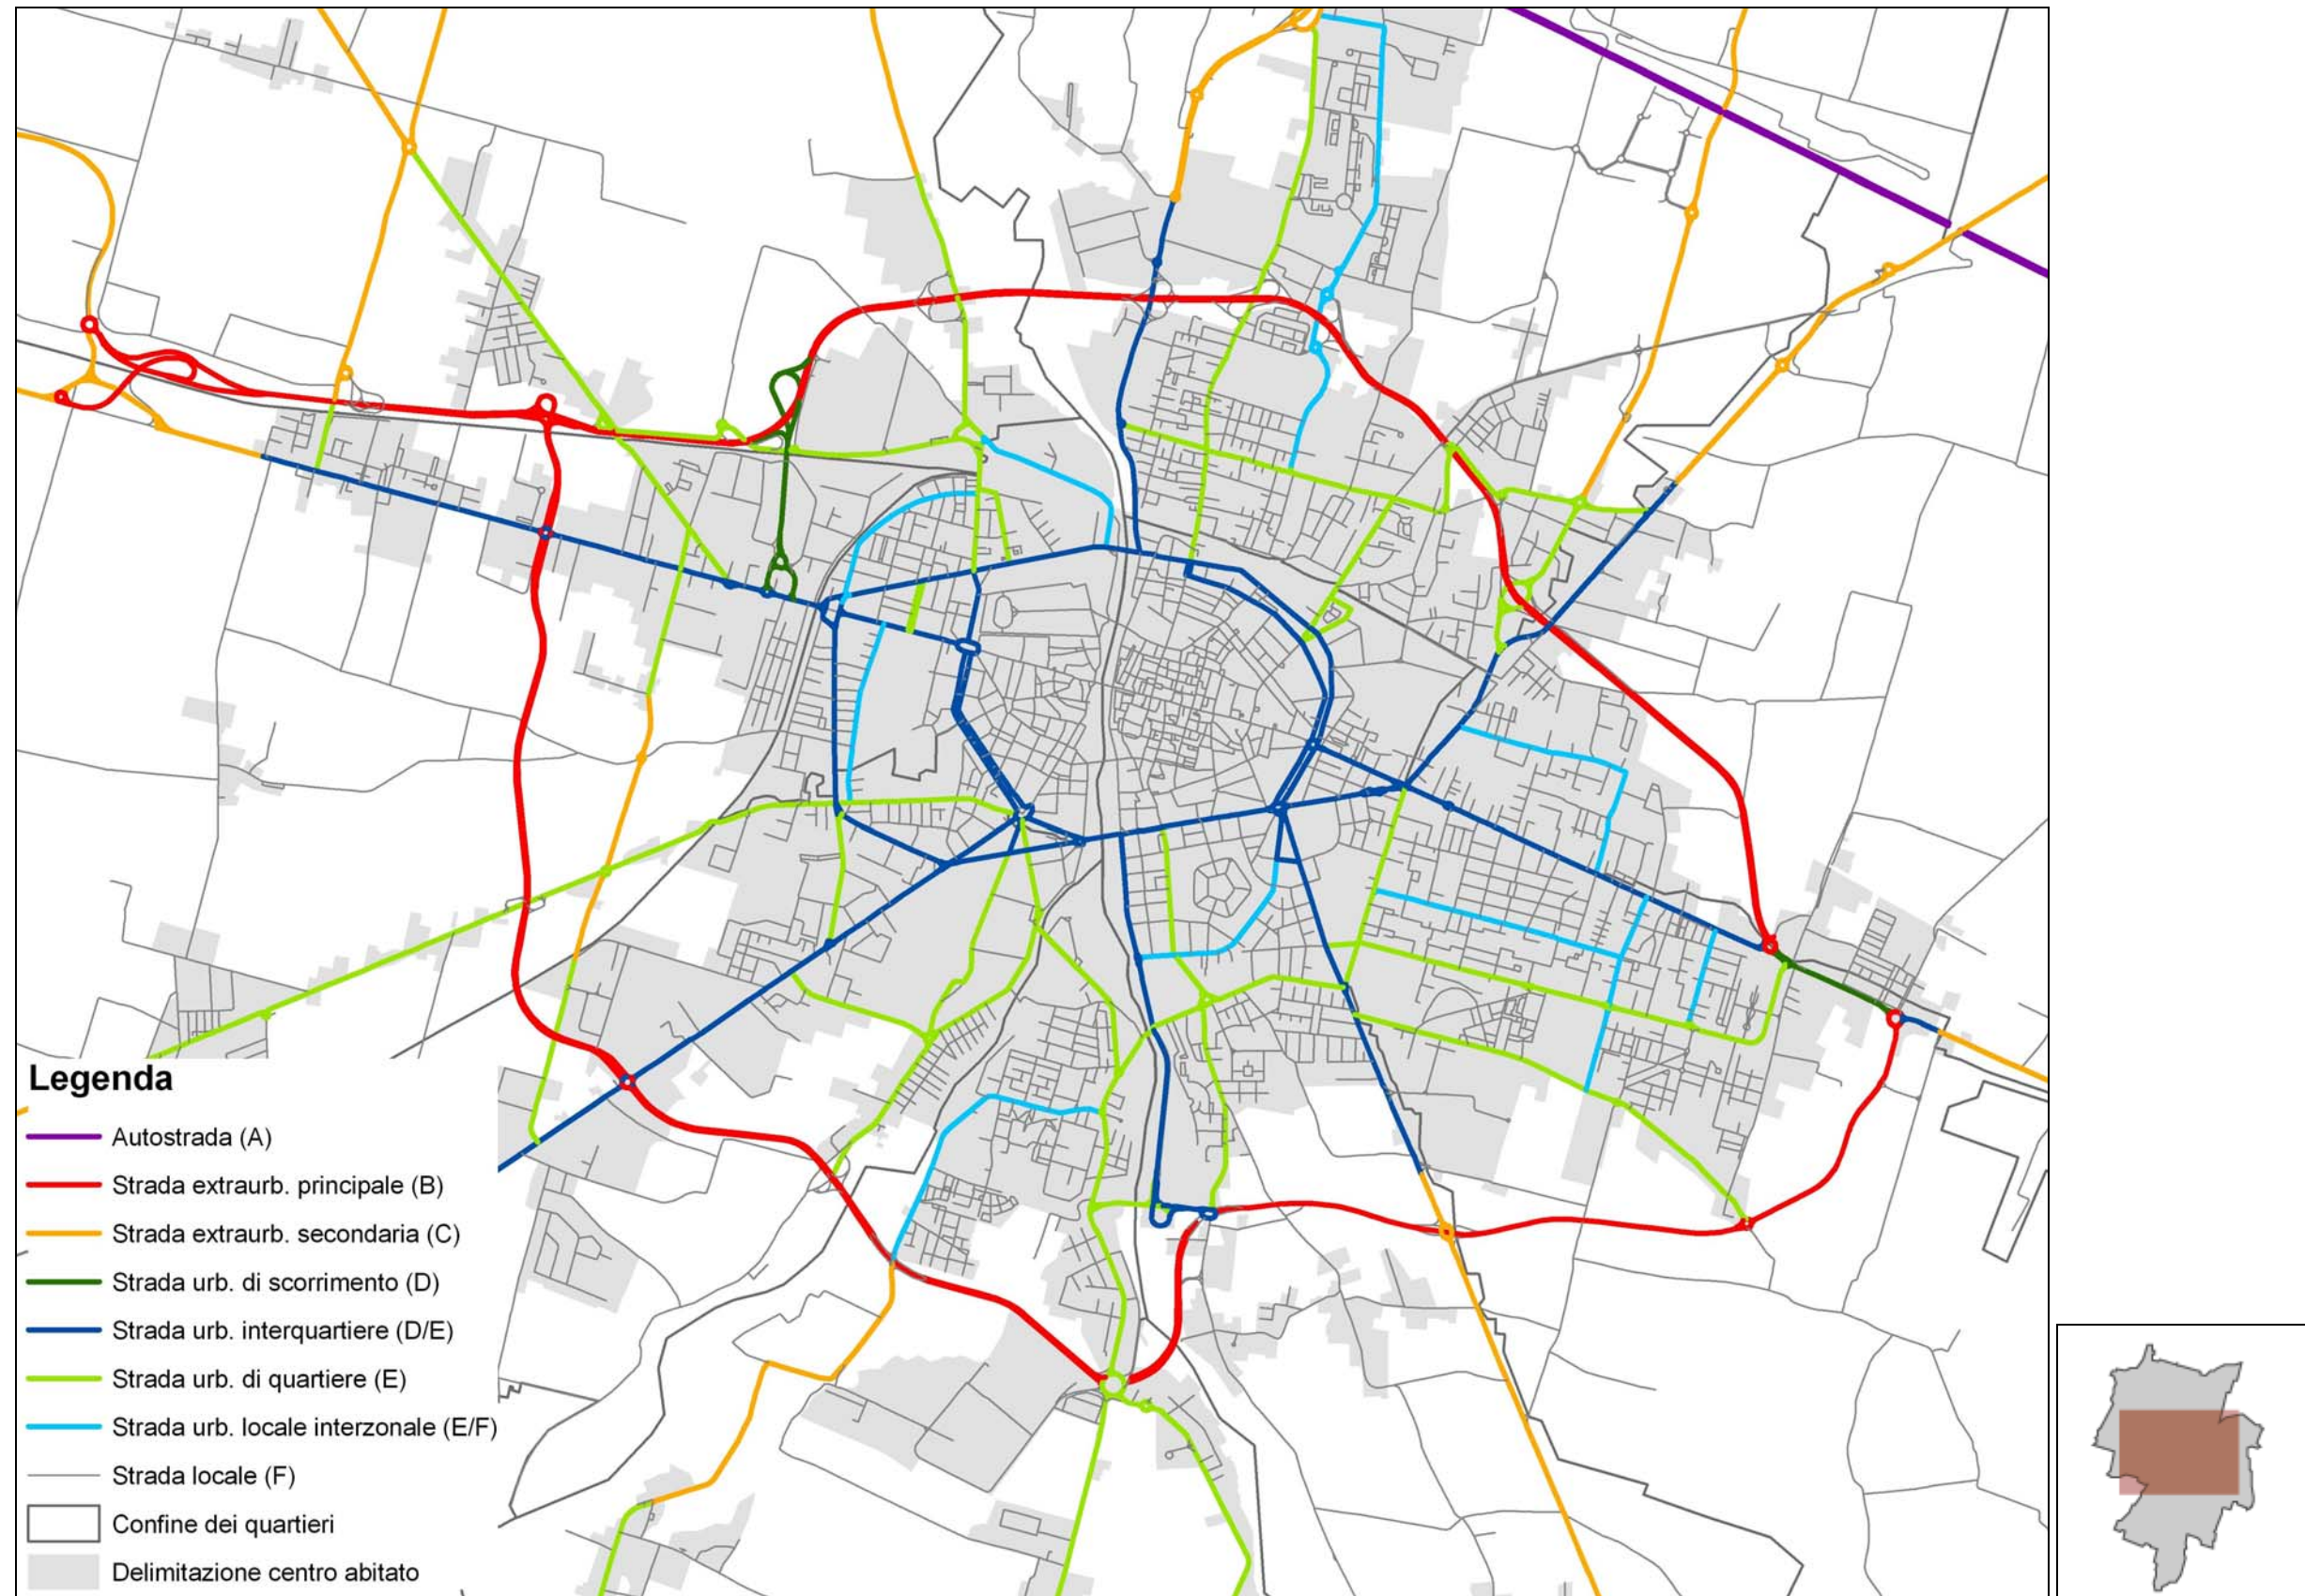 Legenda
Autostrada (A)
Strada extraurb. principale (B)
Strada extraurb. secondaria (C)
Strada urb. di scorrimento (D)
Strada urb. interquartiere (D/E)
Strada urb. di quartiere (E)
Strada urb. locale interzonale (E/F)
Strada locale (F)
Confine dei quartieri
Delimitazione centro abitato